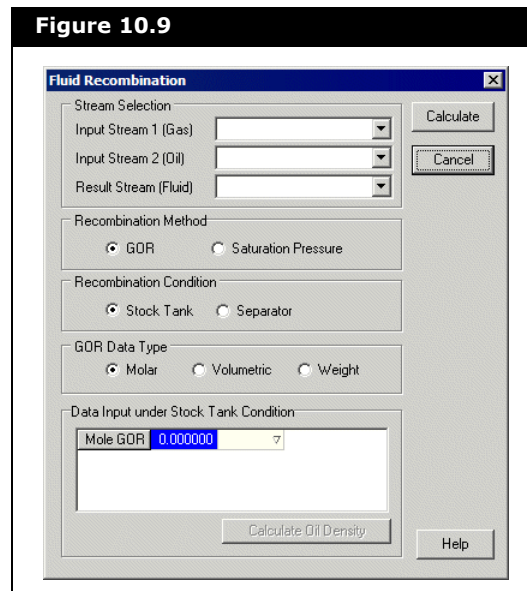 Figure 10.9
Fluid Recombination
Stream Selection
Input Stream 1 (Gas)
Input Stream 2 (Oil)
Result Stream (Fluid)
Calculate
Cancel
Recombination Method
GOR Saturation Pressure
Recombination Condition
Stock Tank Separator
GOR Data Type
Molar Volumetric Weight
Data Input under Stock Tank Condition
Mole GOR 0.000000
Calculate Oil Density
Help